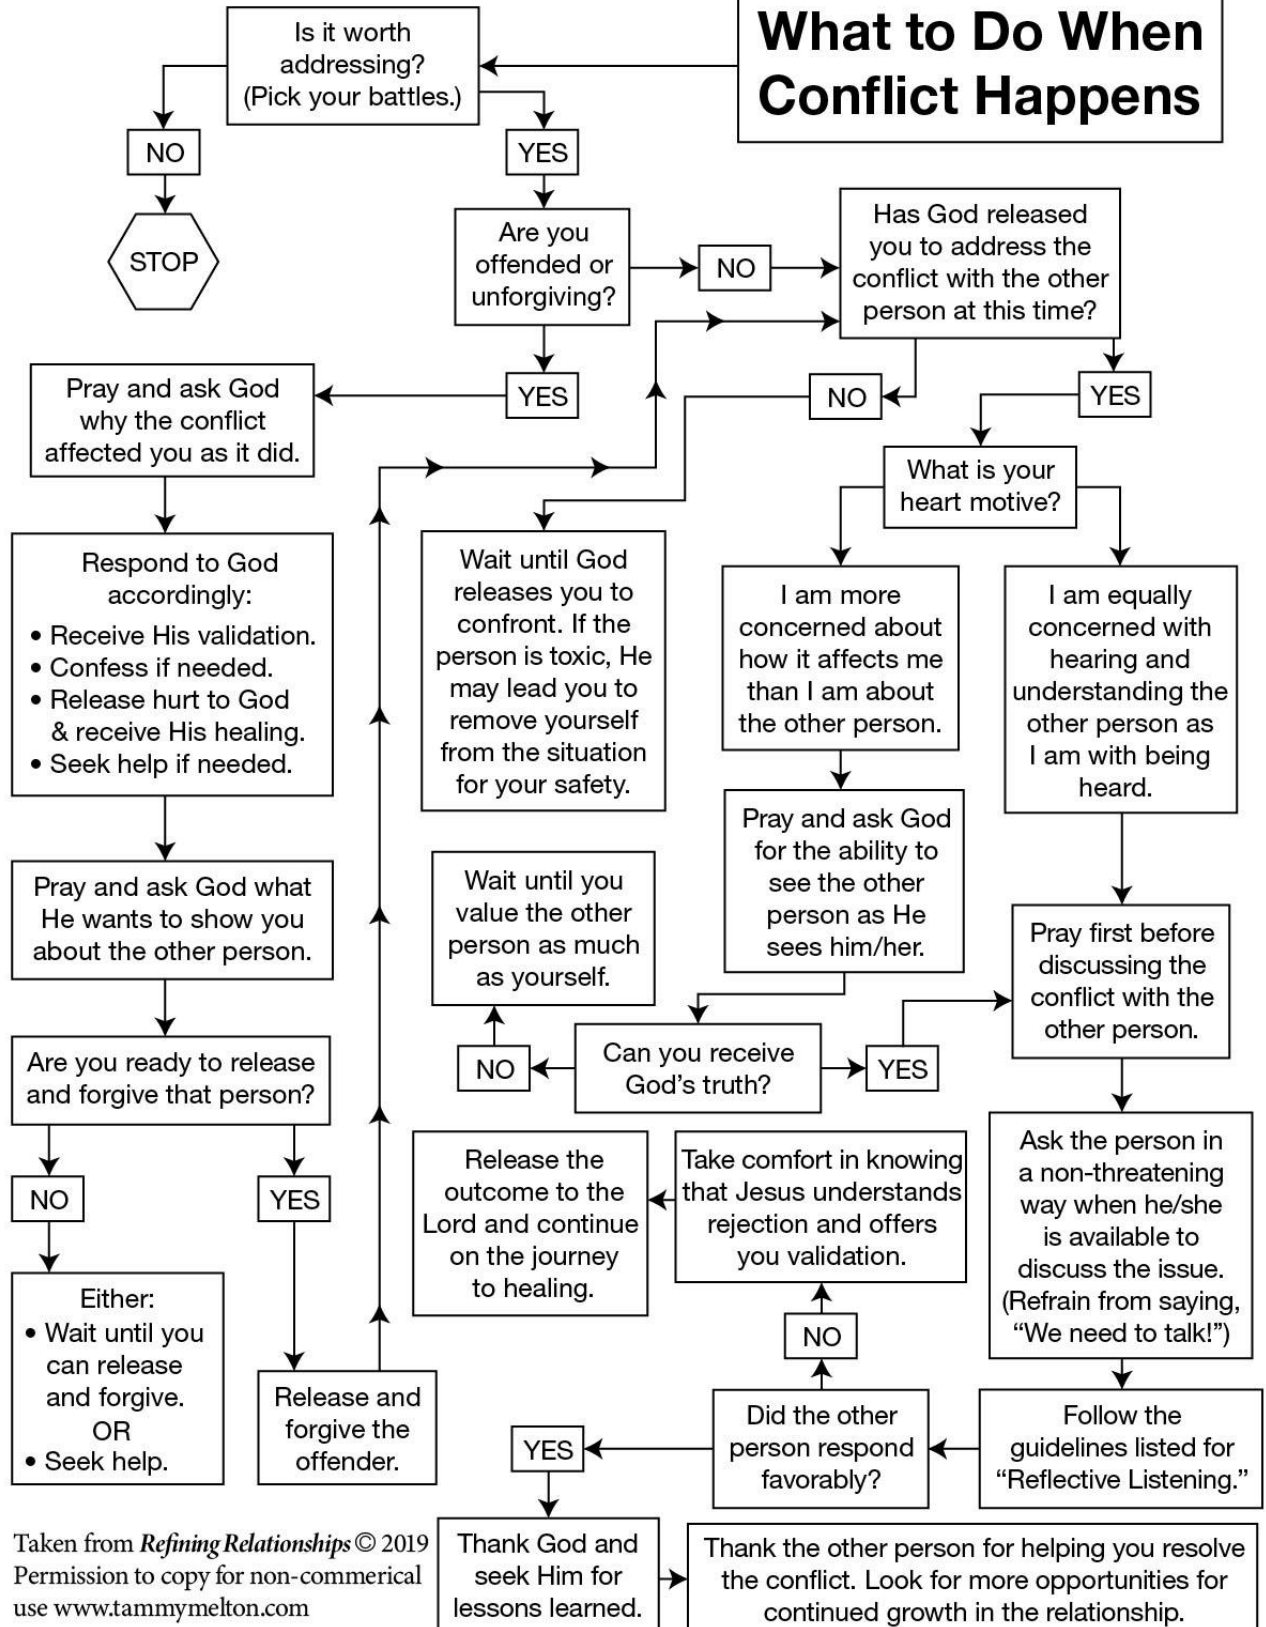 What to Do When
Conflict Happens
Is it worth
addressing?
(Pick your battles.)
NO
YES
STOP
Are you
offended or
unforgiving?
NO
Has God released
you to address the
conflict with the other
person at this time?
YES
NO
YES
Pray and ask God
why the conflict
affected you as it did.
What is your
heart motive?
Respond to God
accordingly:
• Receive His validation.
• Confess if needed.
• Release hurt to God
& receive His healing.
• Seek help if needed.
Wait until God
releases you to
confront. If the
person is toxic, He
may lead you to
remove yourself
from the situation
for your safety.
I am more
concerned about
how it affects me
than I am about
the other person.
I am equally
concerned with
hearing and
understanding the
other person as
I am with being
heard.
Pray and ask God
for the ability to
see the other
person as He
sees him/her.
Pray and ask God what
He wants to show you
about the other person.
Wait until you
value the other
person as much
as yourself.
Pray first before
discussing the
conflict with the
other person.
Are you ready to release
and forgive that person?
NO
Can you receive
God’s truth?
YES
NO
YES
Release the
outcome to the
Lord and continue
on the journey
to healing.
Take comfort in knowing
that Jesus understands
rejection and offers
you validation.
Ask the person in
a non-threatening
way when he/she
is available to
discuss the issue.
(Refrain from saying,
“We need to talk!”)
Either:
• Wait until you
can release
and forgive.
OR
• Seek help.
Release and
forgive the
offender.
NO
YES
Did the other
person respond
favorably?
Follow the
guidelines listed for
“Reflective Listening.”
Thank God and
seek Him for
lessons learned.
Thank the other person for helping you resolve
the conflict. Look for more opportunities for
continued growth in the relationship.
Taken from Refining Relationships © 2019
Permission to copy for non-commerical
use www.tammymelton.com